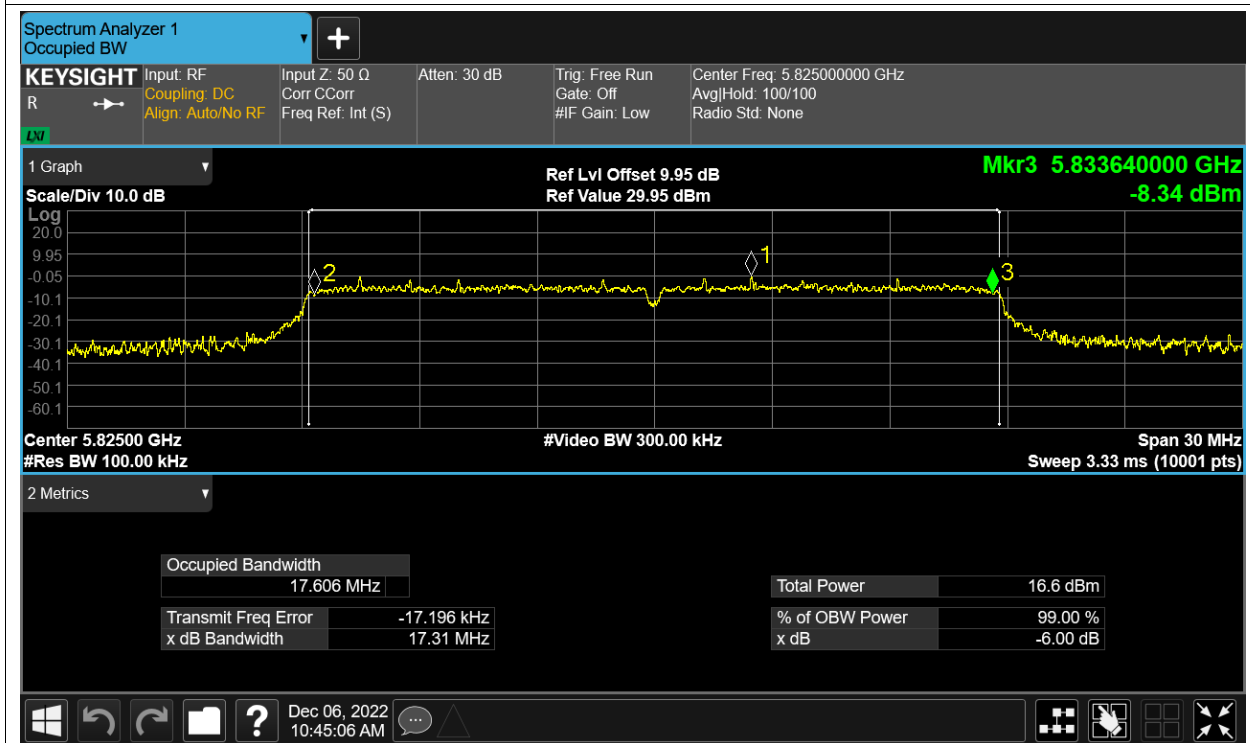 Spectrum Analyzer 1
Occupied BW
KEYSIGHT
R
LXI
Input: RF
Coupling: DC
Align: Auto/No RF
Input Z: 50 Ω
Corr CCorr
Freq Ref: Int (S)
Atten: 30 dB
Trig: Free Run
Gate: Off
#IF Gain: Low
Center Freq: 5.825000000 GHz
Avg|Hold: 100/100
Radio Std: None
1 Graph
Scale/Div 10.0 dB
Ref Lvl Offset 9.95 dB
Ref Value 29.95 dBm
Mkr3 5.833640000 GHz
-8.34 dBm
Log
20.0
9.95
-0.05
-10.1
-20.1
-30.1
-40.1
-50.1
-60.1
1
2
3
Center 5.82500 GHz
#Video BW 300.00 kHz
Span 30 MHz
#Res BW 100.00 kHz
Sweep 3.33 ms (10001 pts)
2 Metrics
Occupied Bandwidth
17.606 MHz
Total Power 16.6 dBm
Transmit Freq Error -17.196 kHz
% of OBW Power 99.00 %
x dB Bandwidth 17.31 MHz
x dB -6.00 dB
?
Dec 06, 2022
10:45:06 AM